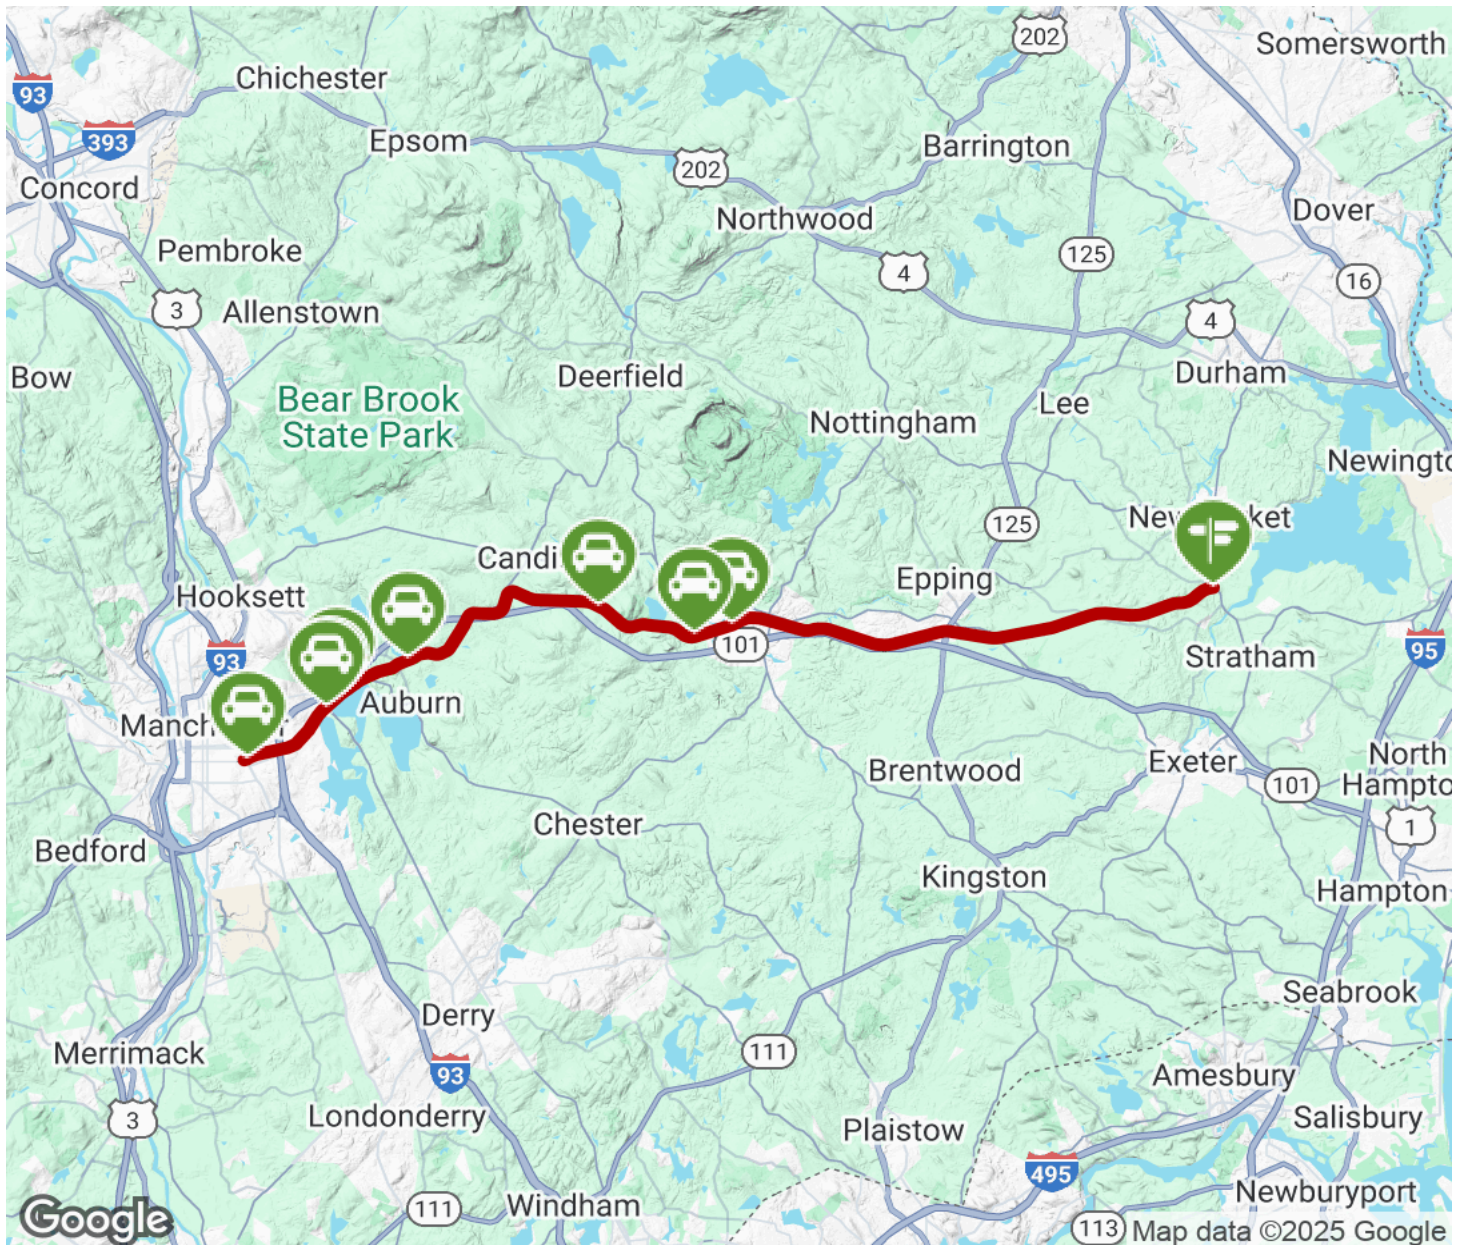 202
Somersworth
Chichester
93
393
Epsom
Barrington
202
Concord
Northwood
Dover
Pembroke
125
4
16
3
Allenstown
4
Bow
Deerfield
Durham
Bear Brook
State Park
Lee
Nottingham
Newingto
125
Candi
Epping
Hooksett
93
101
Stratham
95
Auburn
North
Hampto
Exeter
Brentwood
101
Chester
1
Bedford
Kingston
Hampton
Seabrook
Derry
111
Merrimack
93
Amesbury
3
Londonderry
Salisbury
Plaistow
495
Newburyport
111
Windham
Google
113
Map data ©2025 Google